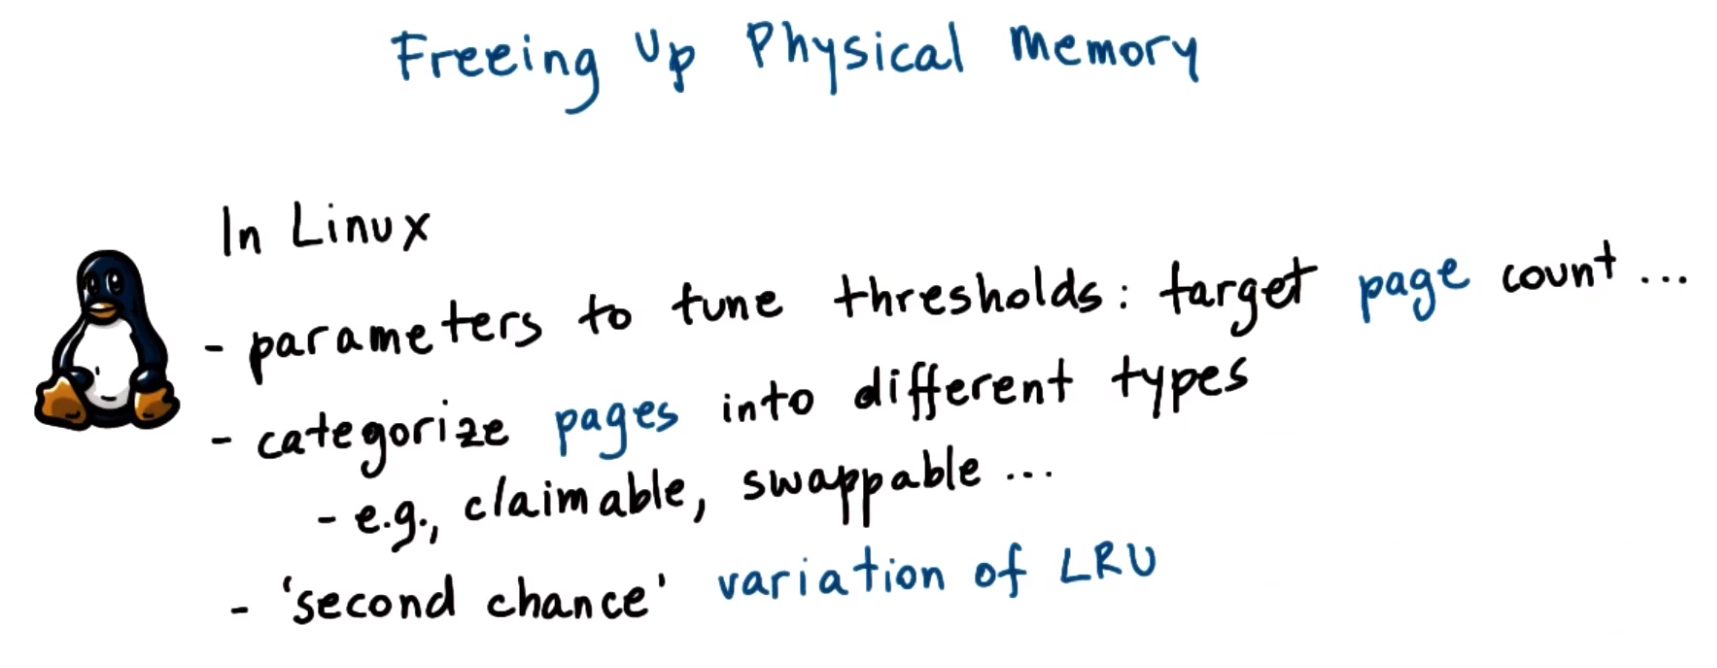 Freeing Up Physical Memory
In Linux
- parameters to tune thresholds: target page count ...
- categorize pages into different types
- e.g., claimable, swappable ...
- 'second chance' variation of LRU